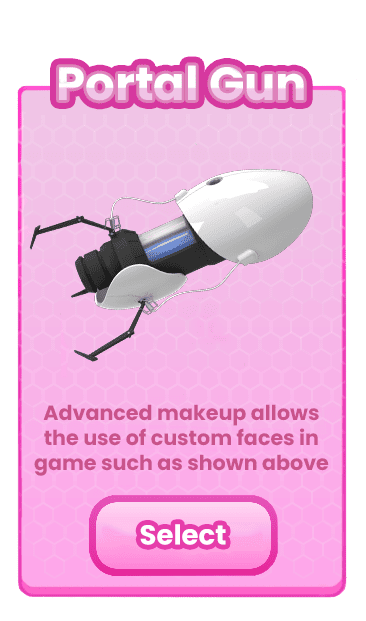 Portal Gun
Advanced makeup allows
the use of custom faces in
game such as shown above
Select